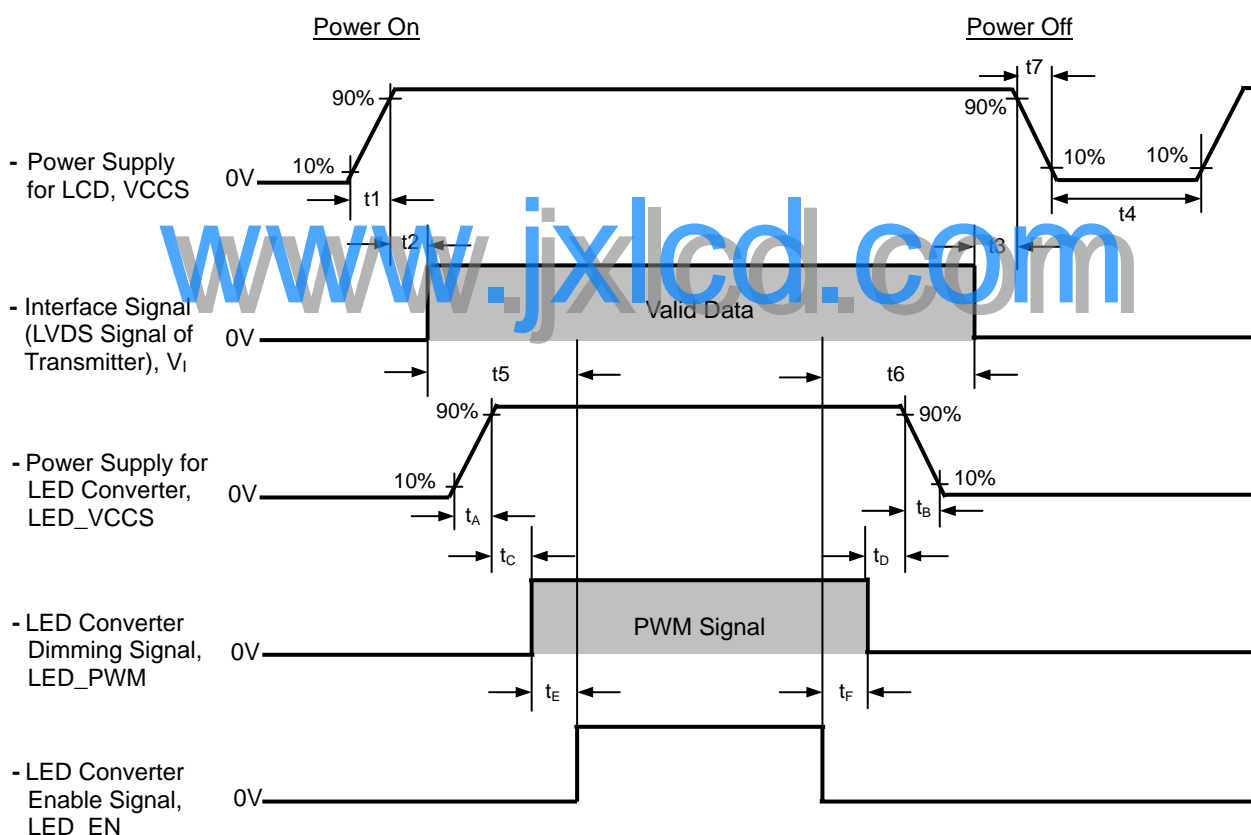 Power On
Power Off
t7
90%
90%
10%
10%
10%
- Power Supply
for LCD, VCCS
0V
t1
t4
t2
t3
www.jxlcd.com
Valid Data
- Interface Signal
(LVDS Signal of
Transmitter), VI
0V
t5
t6
90%
90%
- Power Supply for
LED Converter,
LED_VCCS
10%
10%
0V
tA
tB
tC
tD
- LED Converter
Dimming Signal,
LED_PWM
0V
PWM Signal
tE
tF
- LED Converter
Enable Signal,
LED_EN
0V